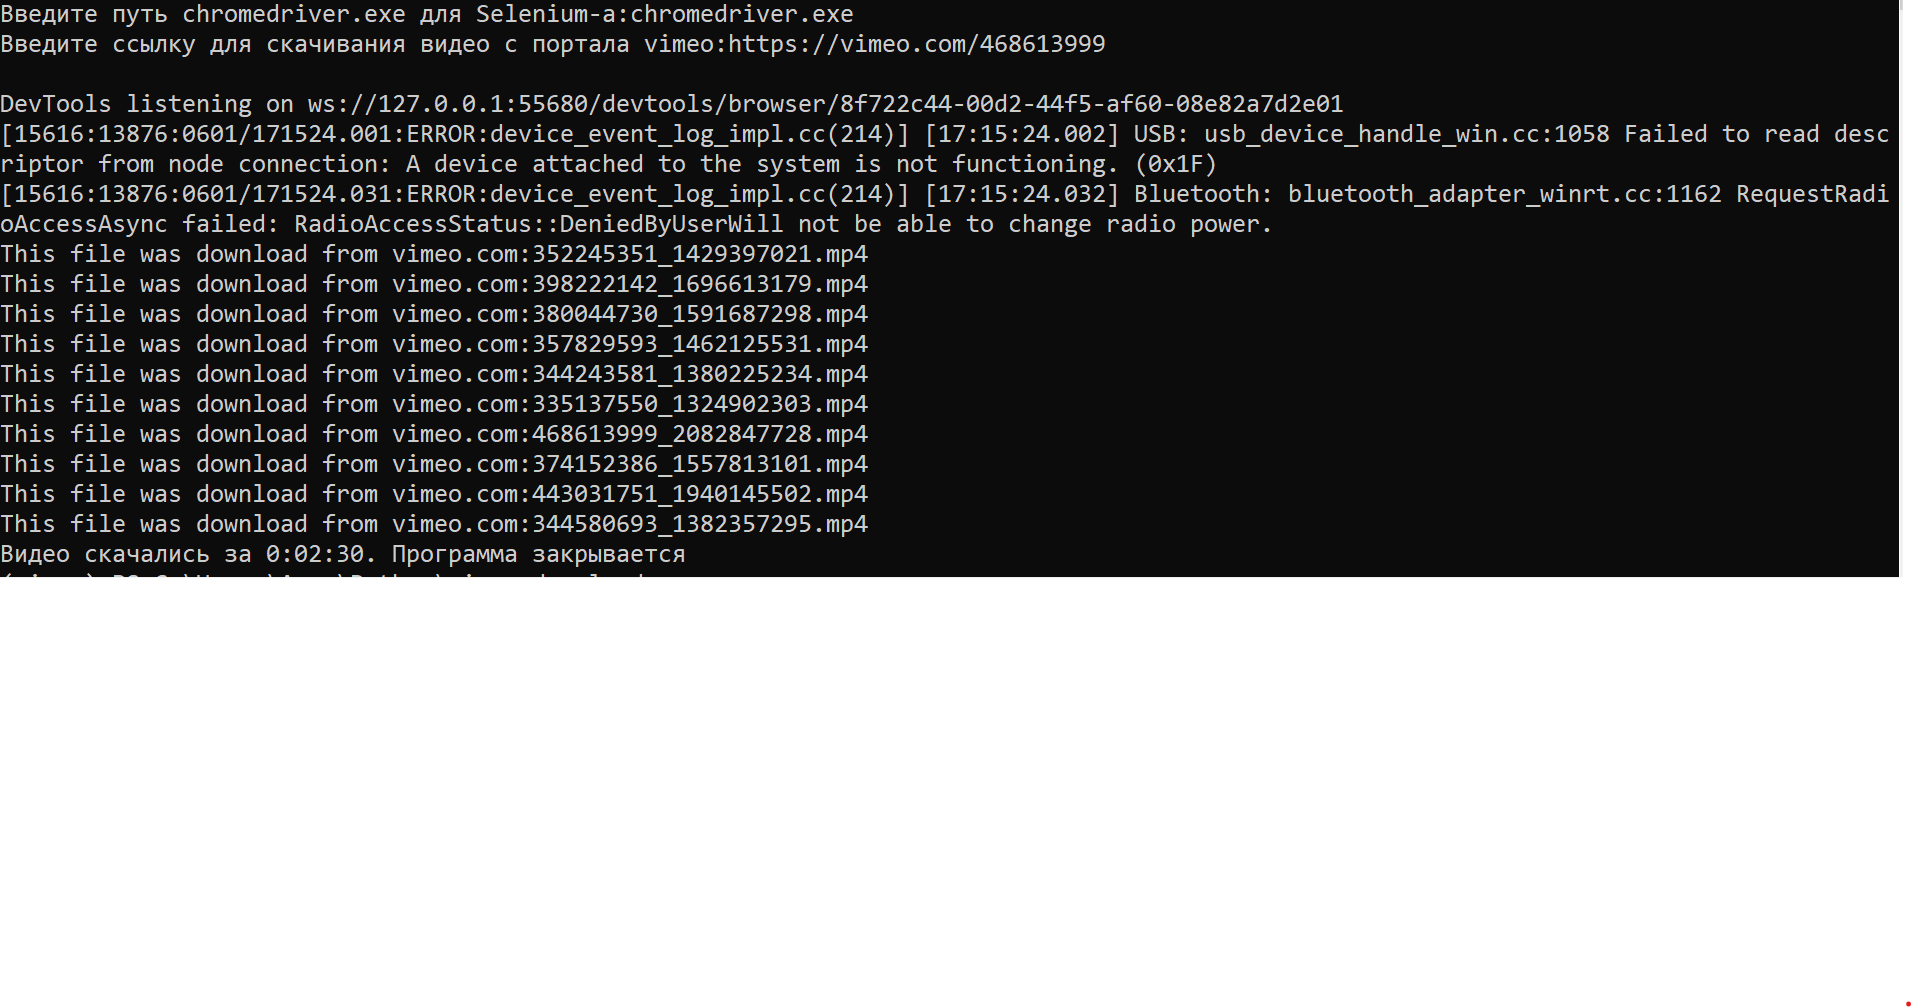 Введите путь chromedriver.exe для Selenium-a:chromedriver.exe
Введите ссылку для скачивания видео с портала vimeo:https://vimeo.com/468613999
DevTools listening on ws://127.0.0.1:55680/devtools/browser/8f722c44-00d2-44f5-af60-08e82a7d2e01
[15616:13876:0601/171524.001:ERROR:device_event_log_impl.cc(214)] [17:15:24.002] USB: usb_device_handle_win.cc:1058 Failed to read desc
riptor from node connection: A device attached to the system is not functioning. (0x1F)
[15616:13876:0601/171524.031:ERROR:device_event_log_impl.cc(214)] [17:15:24.032] Bluetooth: bluetooth_adapter_winrt.cc:1162 RequestRadi
oAccessAsync failed: RadioAccessStatus::DeniedByUserWill not be able to change radio power.
This file was download from vimeo.com:352245351_1429397021.mp4
This file was download from vimeo.com:398222142_1696613179.mp4
This file was download from vimeo.com:380044730_1591687298.mp4
This file was download from vimeo.com:357829593_1462125531.mp4
This file was download from vimeo.com:344243581_1380225234.mp4
This file was download from vimeo.com:335137550_1324902303.mp4
This file was download from vimeo.com:468613999_2082847728.mp4
This file was download from vimeo.com:374152386_1557813101.mp4
This file was download from vimeo.com:443031751_1940145502.mp4
This file was download from vimeo.com:344580693_1382357295.mp4
Видео скачались за 0:02:30. Программа закрывается